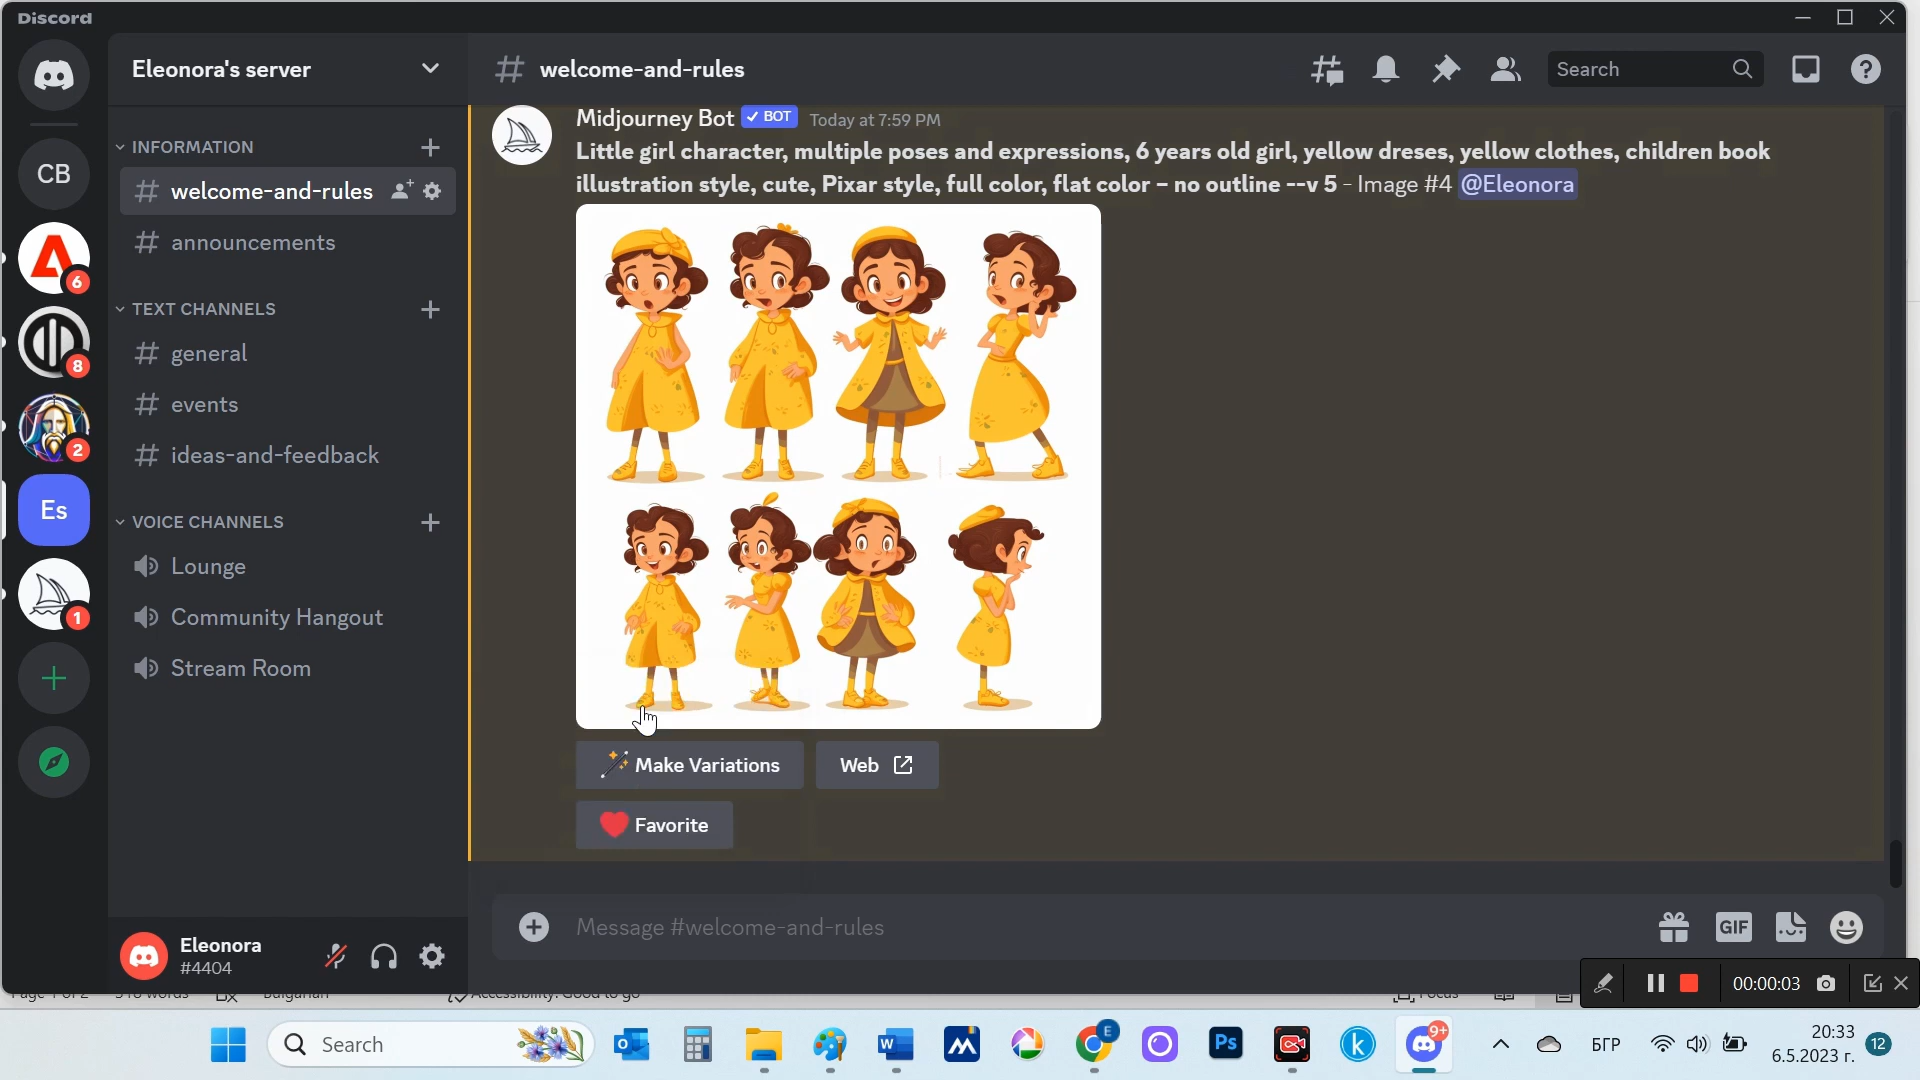 Discord
Eleonora's server
welcome-and-rules
Search
CB
6
8
2
Es
1
INFORMATION
welcome-and-rules
announcements
TEXT CHANNELS
general
events
ideas-and-feedback
VOICE CHANNELS
Lounge
Community Hangout
Stream Room
Eleonora
#4404
Midjourney Bot ✓ BOT Today at 7:59 PM
Little girl character, multiple poses and expressions, 6 years old girl, yellow dreses, yellow clothes, children book
illustration style, cute, Pixar style, full color, flat color – no outline --v 5 - Image #4 @Eleonora
Make Variations
Web
Favorite
Message #welcome-and-rules
GIF
00:00:03
Search
E
Ps
k
9+
БГР
20:33
6.5.2023 г.
12